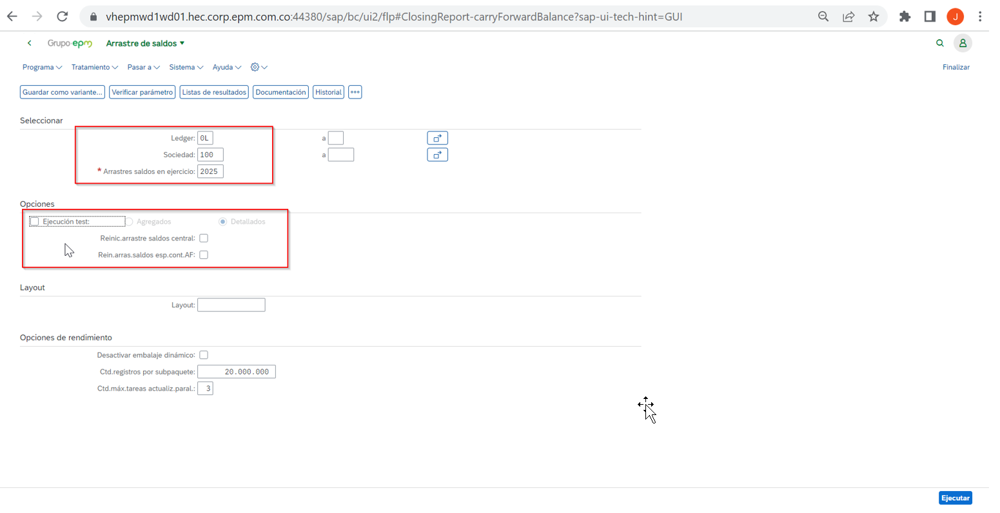 vhepmwd1wd01.hec.corp.epm.com.co:44380/sap/bc/ui2/flp#ClosingReport-carryForwardBalance?sap-ui-tech-hint=GUI
J
Grupo·epm Arrastre de saldos
Programa Tratamiento Pasar a Sistema Ayuda Finalizar
Guardar como variante... Verificar parámetro Listas de resultados Documentación Historial
Seleccionar
Ledger: 0L a
Sociedad: 100 a
* Arrastres saldos en ejercicio: 2025
Opciones
Ejecución test: Agregados Detallados
Reinic.arrastre saldos central:
Rein.arras.saldos esp.cont.AF:
Layout
Layout:
Opciones de rendimiento
Desactivar embalaje dinámico:
Ctd.registros por subpaquete: 20.000.000
Ctd.máx.tareas actualiz.paral.: 3
Ejecutar